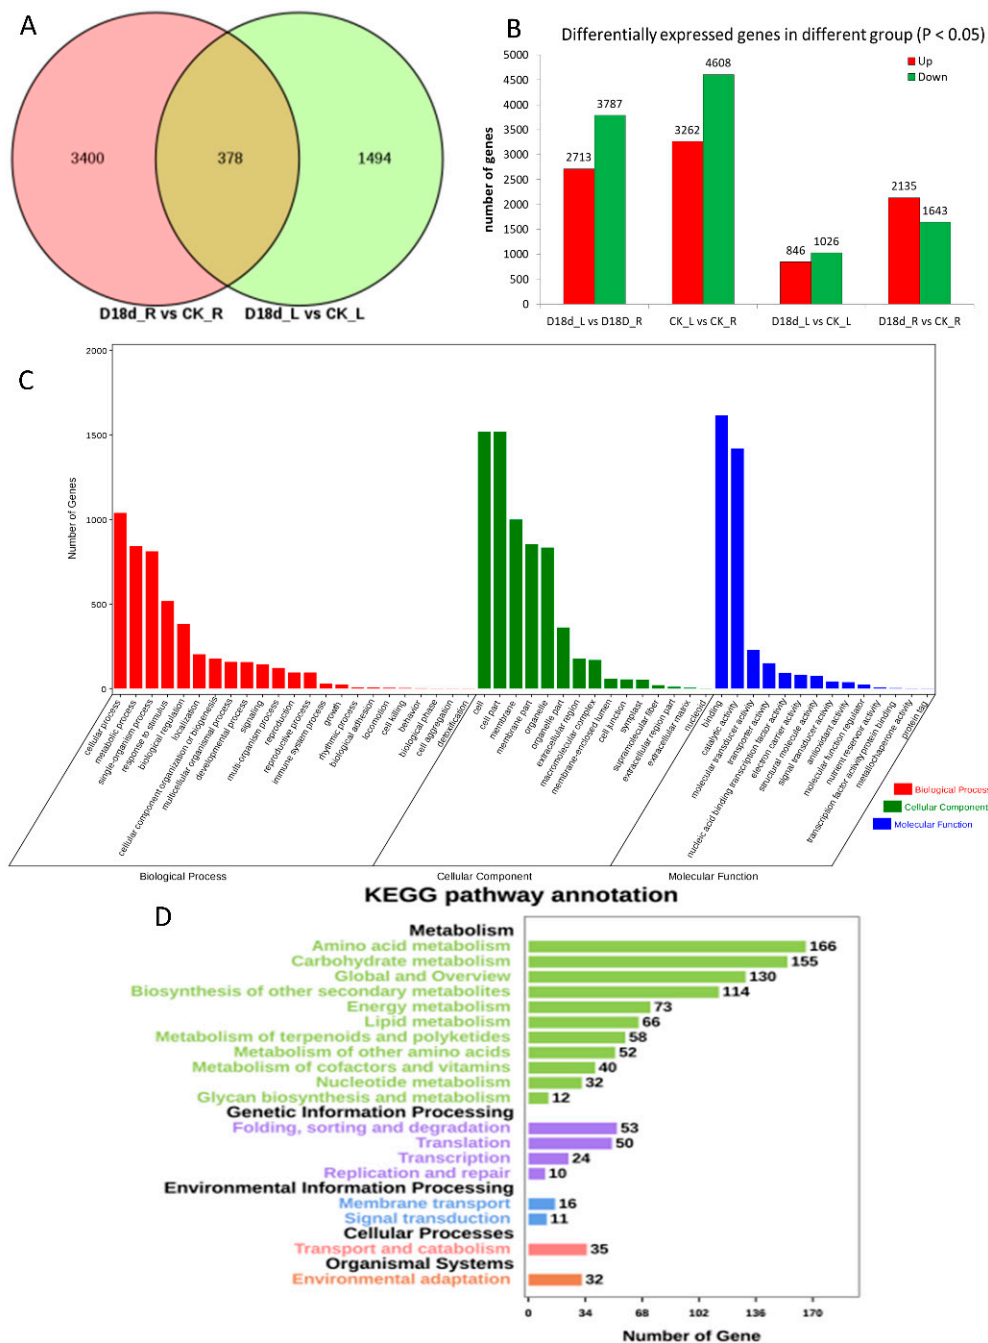 A
3400
378
1494
D18d_R vs CK_R
D18d_L vs CK_L
B
Differentially expressed genes in different group (P < 0.05)
5000
4500
4000
3500
3000
2500
2000
1500
1000
500
0
number of genes
Up
Down
2713
3787
3262
4608
846
1026
2135
1643
D18d_L vs D18D_R
CK_L vs CK_R
D18d_L vs CK_L
D18d_R vs CK_R
C
2000
1500
1000
500
0
Number of Genes
cellular process
metabolic process
single-organism process
response to stimulus
biological regulation
localization
cellular component organization or biogenesis
multicellular organismal process
developmental process
signaling
multi-organism process
reproduction
reproductive process
immune system process
growth
rhythmic process
biological adhesion
locomotion
cell killing
behavior
biological phase
cell aggregation
detoxification
cell
cell part
membrane
membrane part
organelle
organelle part
extracellular region
macromolecular complex
membrane-enclosed lumen
cell junction
symplast
supramolecular fiber
extracellular region part
extracellular matrix
nucleoid
binding
catalytic activity
molecular transducer activity
transporter activity
nucleic acid binding transcription factor activity
electron carrier activity
structural molecule activity
signal transducer activity
antioxidant activity
molecular function regulator
nutrient reservoir activity
transcription factor activity protein binding
metallochaperone activity
protein tag
Biological Process
Cellular Component
Molecular Function
Biological Process
Cellular Component
Molecular Function
KEGG pathway annotation
D
Metabolism
Amino acid metabolism 166
Carbohydrate metabolism 155
Global and Overview 130
Biosynthesis of other secondary metabolites 114
Energy metabolism 73
Lipid metabolism 66
Metabolism of terpenoids and polyketides 58
Metabolism of other amino acids 52
Metabolism of cofactors and vitamins 40
Nucleotide metabolism 32
Glycan biosynthesis and metabolism 12
Genetic Information Processing
Folding, sorting and degradation 53
Translation 50
Transcription 24
Replication and repair 10
Environmental Information Processing
Membrane transport 16
Signal transduction 11
Cellular Processes
Transport and catabolism 35
Organismal Systems
Environmental adaptation 32
0 34 68 102 136 170
Number of Gene